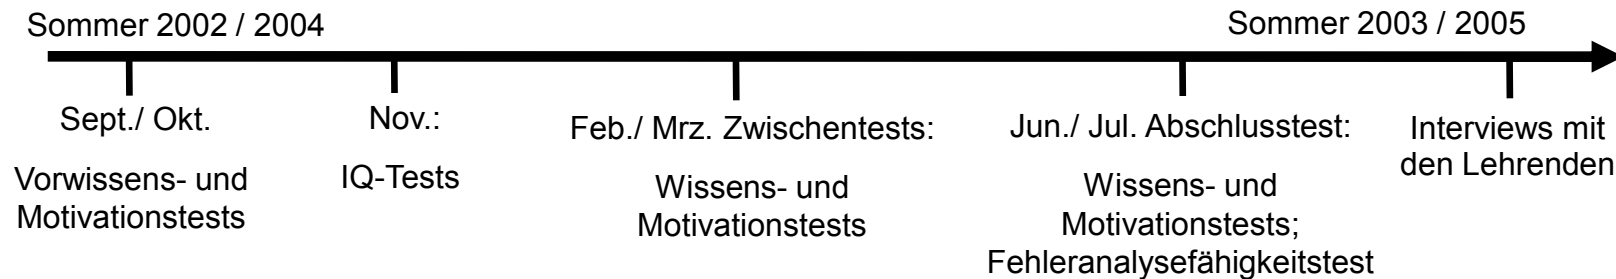 Sommer 2002 / 2004
Sommer 2003 / 2005
Sept./ Okt.
Vorwissens- und
Motivationstests
Nov.:
IQ-Tests
Feb./ Mrz. Zwischentests:
Wissens- und
Motivationstests
Jun./ Jul. Abschlusstest:
Wissens- und
Motivationstests;
Fehleranalysefähigkeitstest
Interviews mit
den Lehrenden